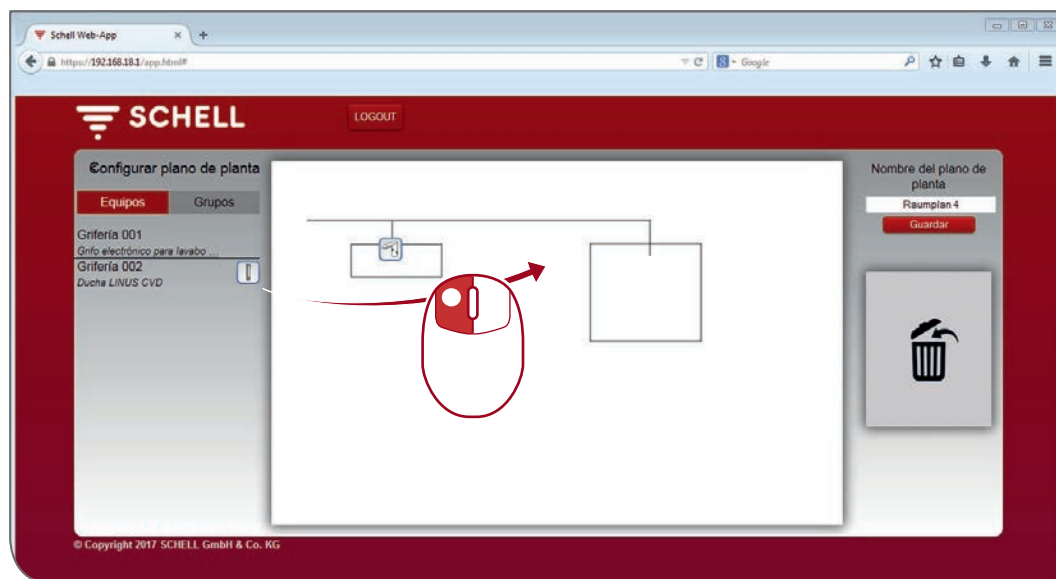 Schell Web-App
https://192.168.18.1/app.html#
Google
SCHELL
LOGOUT
Configurar plano de planta
Equipos Grupos
Grifería 001
Grifo electrónico para lavabo ...
Grifería 002
Ducha LINUS CVD
Nombre del plano de
planta
Raumplan 4
Guardar
© Copyright 2017 SCHELL GmbH & Co. KG